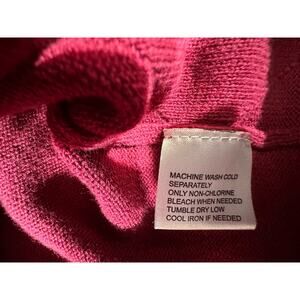 MACHINE WASH COLD
SEPARATELY
ONLY NON-CHLORINE
BLEACH WHEN NEEDED
TUMBLE DRY LOW
COOL IRON IF NEEDED